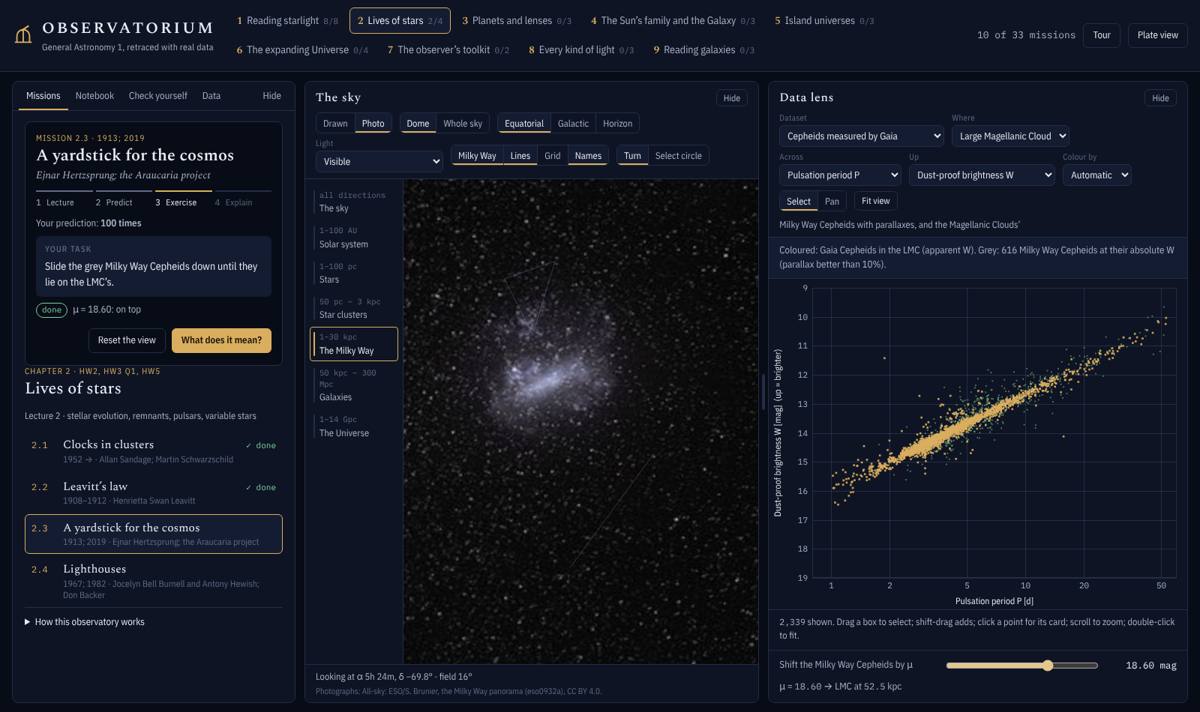 OBSERVATORIUM
General Astronomy 1, retraced with real data
1 Reading starlight 8/8
2 Lives of stars 2/4
3 Planets and lenses 0/3
4 The Sun's family and the Galaxy 0/3
5 Island universes 0/3
6 The expanding Universe 0/4
7 The observer's toolkit 0/2
8 Every kind of light 0/3
9 Reading galaxies 0/3
10 of 33 missions
Tour
Plate view
Missions
Notebook
Check yourself
Data
Hide
MISSION 2.3 · 1913; 2019
A yardstick for the cosmos
Ejnar Hertzsprung; the Araucaria project
1 Lecture
2 Predict
3 Exercise
4 Explain
Your prediction: 100 times
YOUR TASK
Slide the grey Milky Way Cepheids down until they
lie on the LMC's.
done μ = 18.60: on top
Reset the view
What does it mean?
CHAPTER 2 · HW2, HW3 Q1, HW5
Lives of stars
Lecture 2 · stellar evolution, remnants, pulsars, variable stars
2.1 Clocks in clusters ✓ done
1952 → · Allan Sandage; Martin Schwarzschild
2.2 Leavitt's law ✓ done
1908–1912 · Henrietta Swan Leavitt
2.3 A yardstick for the cosmos
1913; 2019 · Ejnar Hertzsprung; the Araucaria project
2.4 Lighthouses
1967; 1982 · Jocelyn Bell Burnell and Antony Hewish;
Don Backer
▶ How this observatory works
The sky
Hide
Drawn
Photo
Dome
Whole sky
Equatorial
Galactic
Horizon
Light
Visible
Milky Way
Lines
Grid
Names
Turn
Select circle
all directions
The sky
1–100 AU
Solar system
1–100 pc
Stars
50 pc – 3 kpc
Star clusters
1–30 kpc
The Milky Way
50 kpc – 300
Mpc
Galaxies
1–14 Gpc
The Universe
Looking at α 5h 24m, δ −69.8° · field 16°
Photographs: All-sky: ESO/S. Brunier, the Milky Way panorama (eso0932a), CC BY 4.0.
Data lens
Hide
Dataset
Cepheids measured by Gaia
Where
Large Magellanic Cloud
Across
Pulsation period P
Up
Dust-proof brightness W
Colour by
Automatic
Select
Pan
Fit view
Milky Way Cepheids with parallaxes, and the Magellanic Clouds'
Coloured: Gaia Cepheids in the LMC (apparent W). Grey: 616 Milky Way Cepheids at their absolute W
(parallax better than 10%).
Dust-proof brightness W [mag] (up = brighter)
9
10
11
12
13
14
15
16
17
18
19
1
2
5
10
20
50
Pulsation period P [d]
2,339 shown. Drag a box to select; shift-drag adds; click a point for its card; scroll to zoom; double-click
to fit.
Shift the Milky Way Cepheids by μ
18.60 mag
μ = 18.60 → LMC at 52.5 kpc